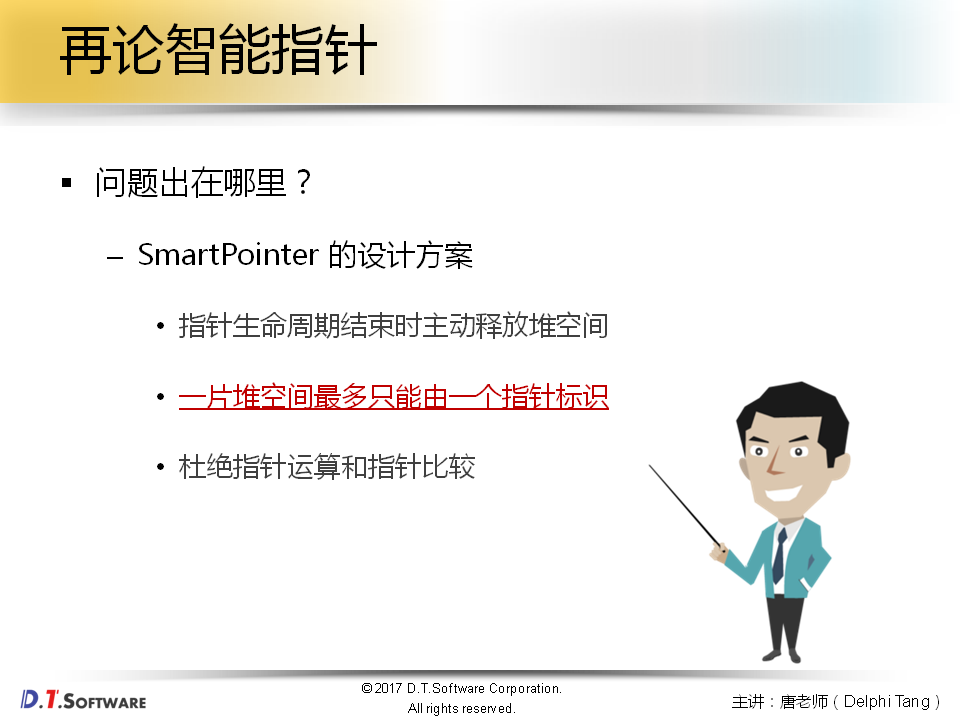 再论智能指针
▪ 问题出在哪里？
– SmartPointer 的设计方案
• 指针生命周期结束时主动释放堆空间
• 一片堆空间最多只能由一个指针标识
• 杜绝指针运算和指针比较
D.T.SOFTWARE
©2017 D.T.Software Corporation.
All rights reserved.
主讲：唐老师（Delphi Tang）